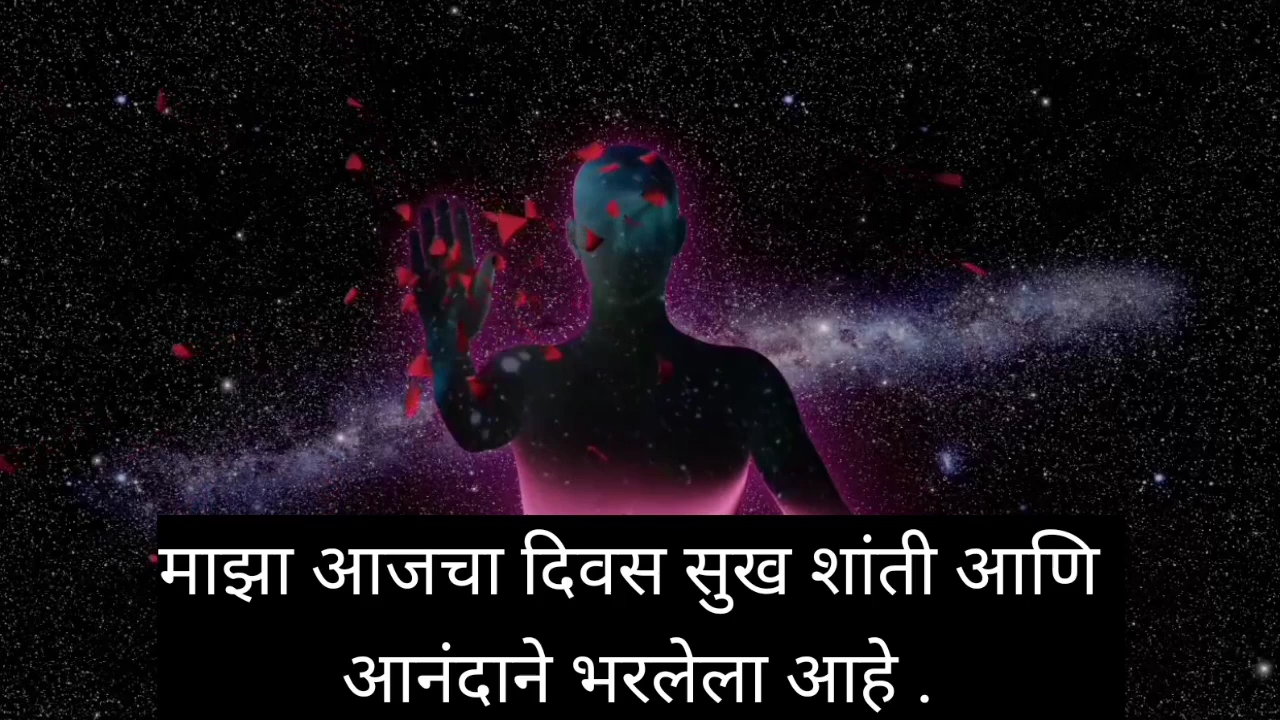 माझा आजचा दिवस सुख शांती आणि
आनंदाने भरलेला आहे .